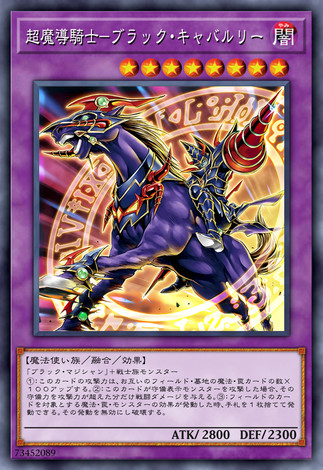 超魔導騎士-ブラック・キャバルリー
闇
やみ
【魔法使い族/融合/効果】
「ブラック・マジシャン」+戦士族モンスター
①:このカードの攻撃力は、お互いのフィールド・墓地の魔法・罠カードの数×
100アップする。②:このカードが守備表示モンスターを攻撃した場合、その
守備力を攻撃力が超えた分だけ戦闘ダメージを与える。③:フィールドのカー
ドを対象とする魔法・罠・モンスターの効果が発動した時、手札を1枚捨てて発
動できる。その発動を無効にし破壊する。
ATK/ 2800 DEF/2300
73452089